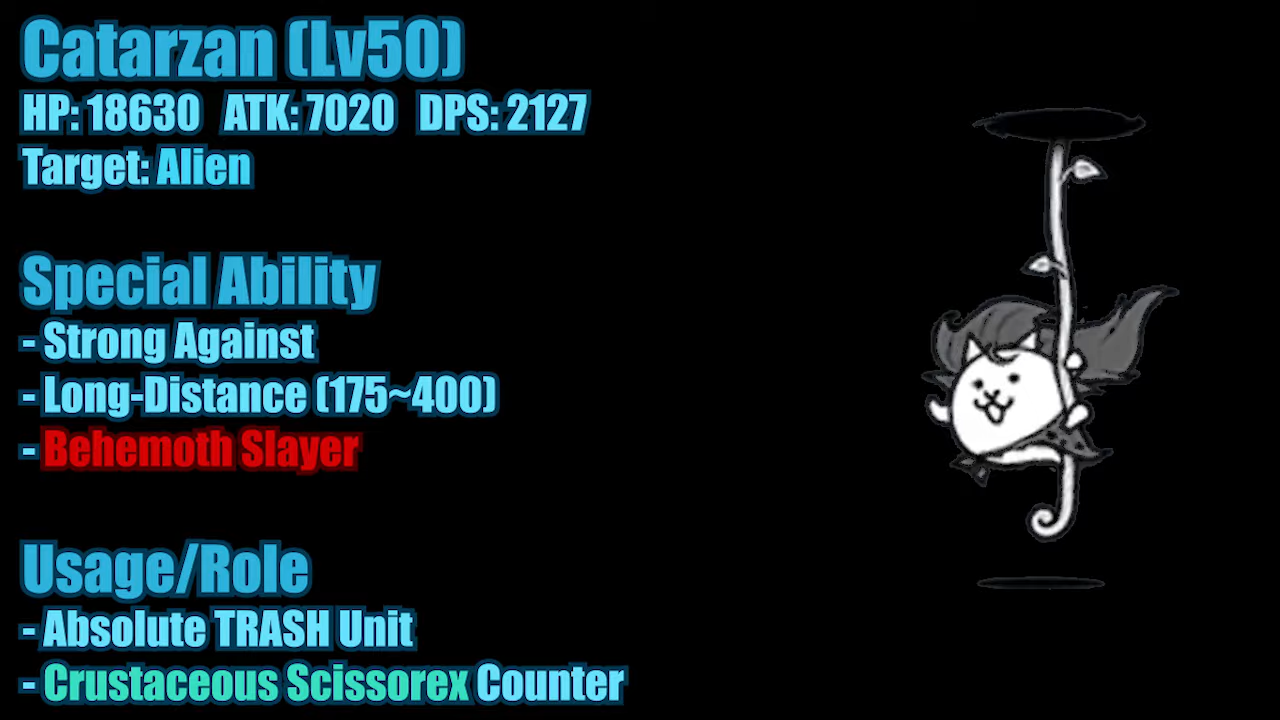 Catarzan (Lv50)
HP: 18630 ATK: 7020 DPS: 2127
Target: Alien
Special Ability
- Strong Against
- Long-Distance (175~400)
- Behemoth Slayer
Usage/Role
- Absolute TRASH Unit
- Crustaceous Scissorex Counter